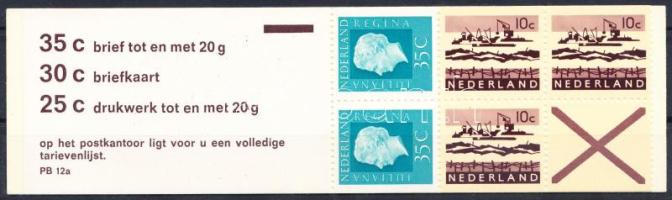 35 c brief tot en met 20 g
30 c briefkaart
25 c drukwerk tot en met 20 g
op het postkantoor ligt voor u een volledige
tarievenlijst.
PB 12a
NEDERLAND
REGINA
JULIANA
35C
10c
NEDERLAND
10c
NEDERLAND
NEDERLAND
REGINA
JULIANA
35C
10c
NEDERLAND